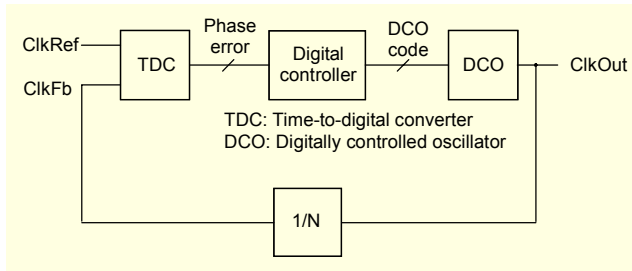 ClkRef
ClkFb
TDC
Phase
error
Digital
controller
DCO
code
DCO
ClkOut
TDC: Time-to-digital converter
DCO: Digitally controlled oscillator
1/N